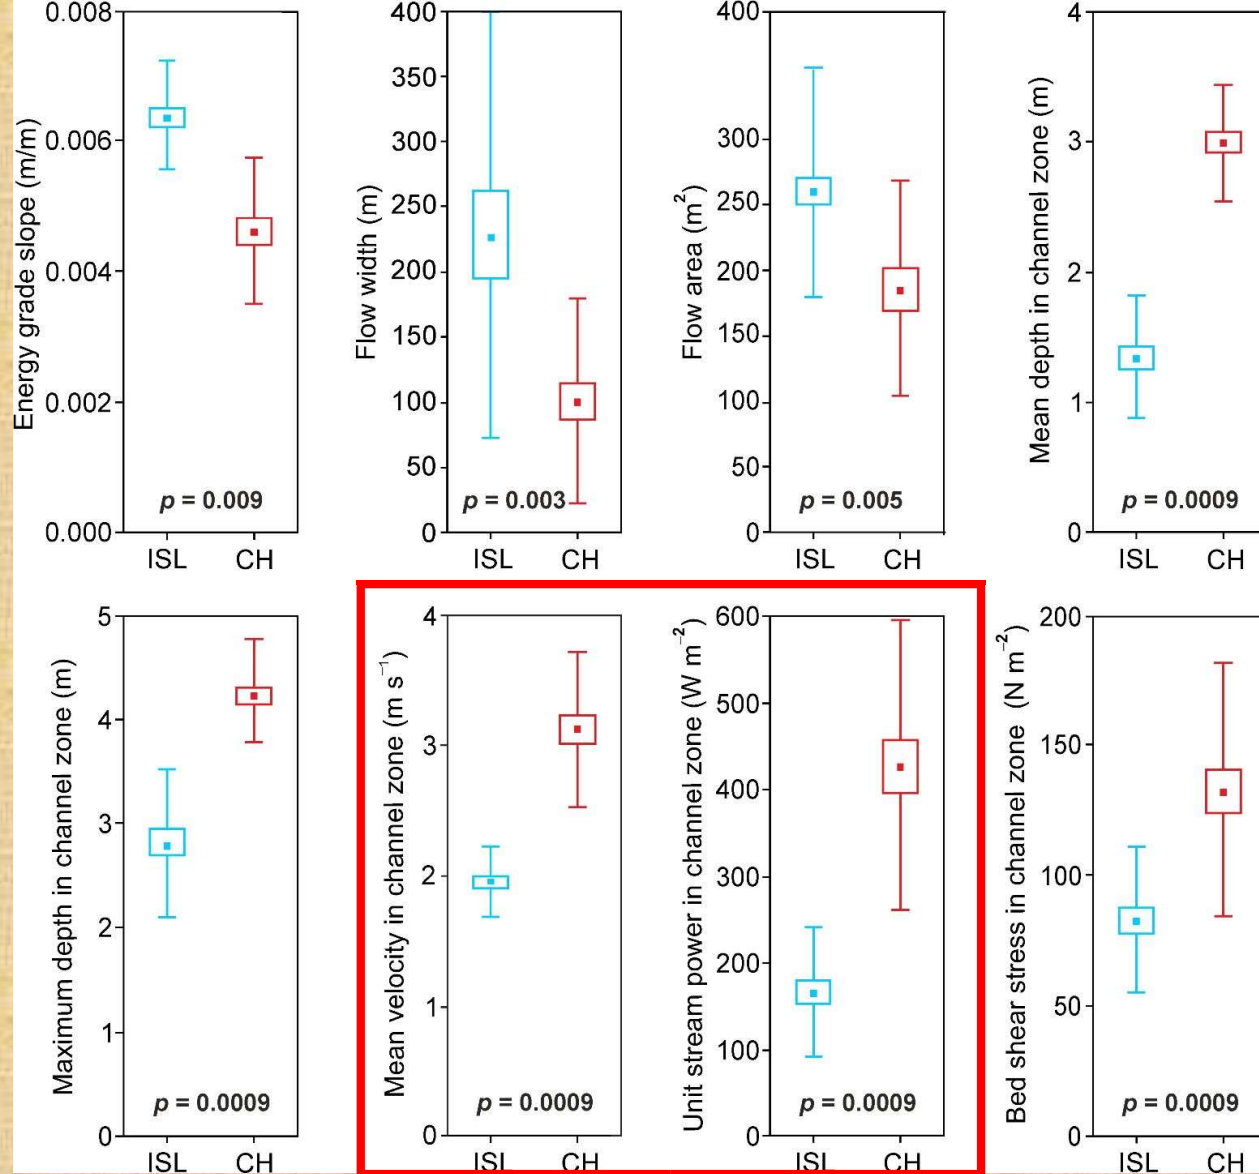 Energy grade slope (m/m)
0.008
0.006
0.004
0.002
0.000
p = 0.009
ISL CH
Flow width (m)
400
350
300
250
200
150
100
50
0
p = 0.003
ISL CH
Flow area (m²)
400
300
250
200
150
100
50
0
p = 0.005
ISL CH
Mean depth in channel zone (m)
4
3
2
1
0
p = 0.0009
ISL CH
Maximum depth in channel zone (m)
5
4
3
2
1
0
p = 0.0009
ISL CH
Mean velocity in channel zone (m s⁻¹)
4
3
2
1
0
p = 0.0009
ISL CH
Unit stream power in channel zone (W m⁻²)
600
500
400
300
200
100
0
p = 0.0009
ISL CH
Bed shear stress in channel zone (N m⁻²)
200
150
100
50
0
p = 0.0009
ISL CH